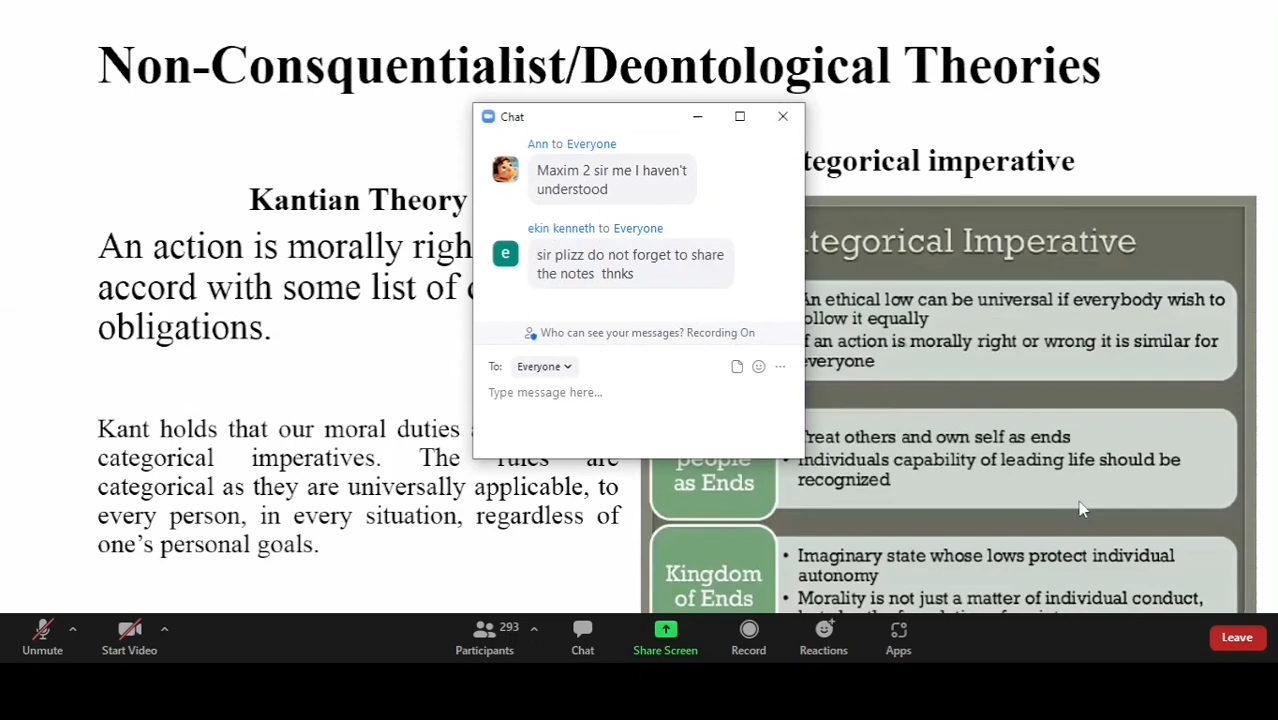 Non-Consquentialist/Deontological Theories
Kantian Theory
An action is morally righ
accord with some list of
obligations.
Kant holds that our moral duties
categorical imperatives. The rules are
categorical as they are universally applicable, to
every person, in every situation, regardless of
one's personal goals.
Chat
Ann to Everyone
Maxim 2 sir me I haven't
understood
ekin kenneth to Everyone
e
sir plizz do not forget to share
the notes thnks
Who can see your messages? Recording On
To: Everyone
Type message here...
tegorical imperative
ategorical Imperative
An ethical low can be universal if everybody wish to
follow it equally
if an action is morally right or wrong it is similar for
everyone
people
as Ends
Treat others and own self as ends
Individuals capability of leading life should be
recognized
Kingdom
of Ends
• Imaginary state whose lows protect individual
autonomy
• Morality is not just a matter of individual conduct,
Unmute
Start Video
293
Participants
Chat
Share Screen
Record
Reactions
Apps
Leave